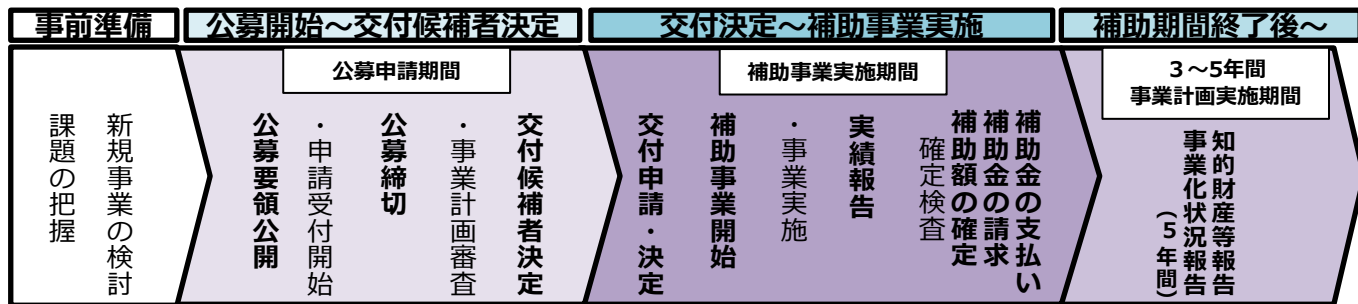 事前準備
公募開始～交付候補者決定
交付決定～補助事業実施
補助期間終了後～
公募申請期間
補助事業実施期間
3～5年間
事業計画実施期間
課題の把握
新規事業の検討
公募要領公開
・申請受付開始
公募締切
・事業計画審査
交付候補者決定
交付申請・決定
補助事業開始
・事業実施
実績報告
確定検査
補助額の確定
補助金の請求
補助金の支払い
事業化状況報告
知的財産等報告
（5年間）